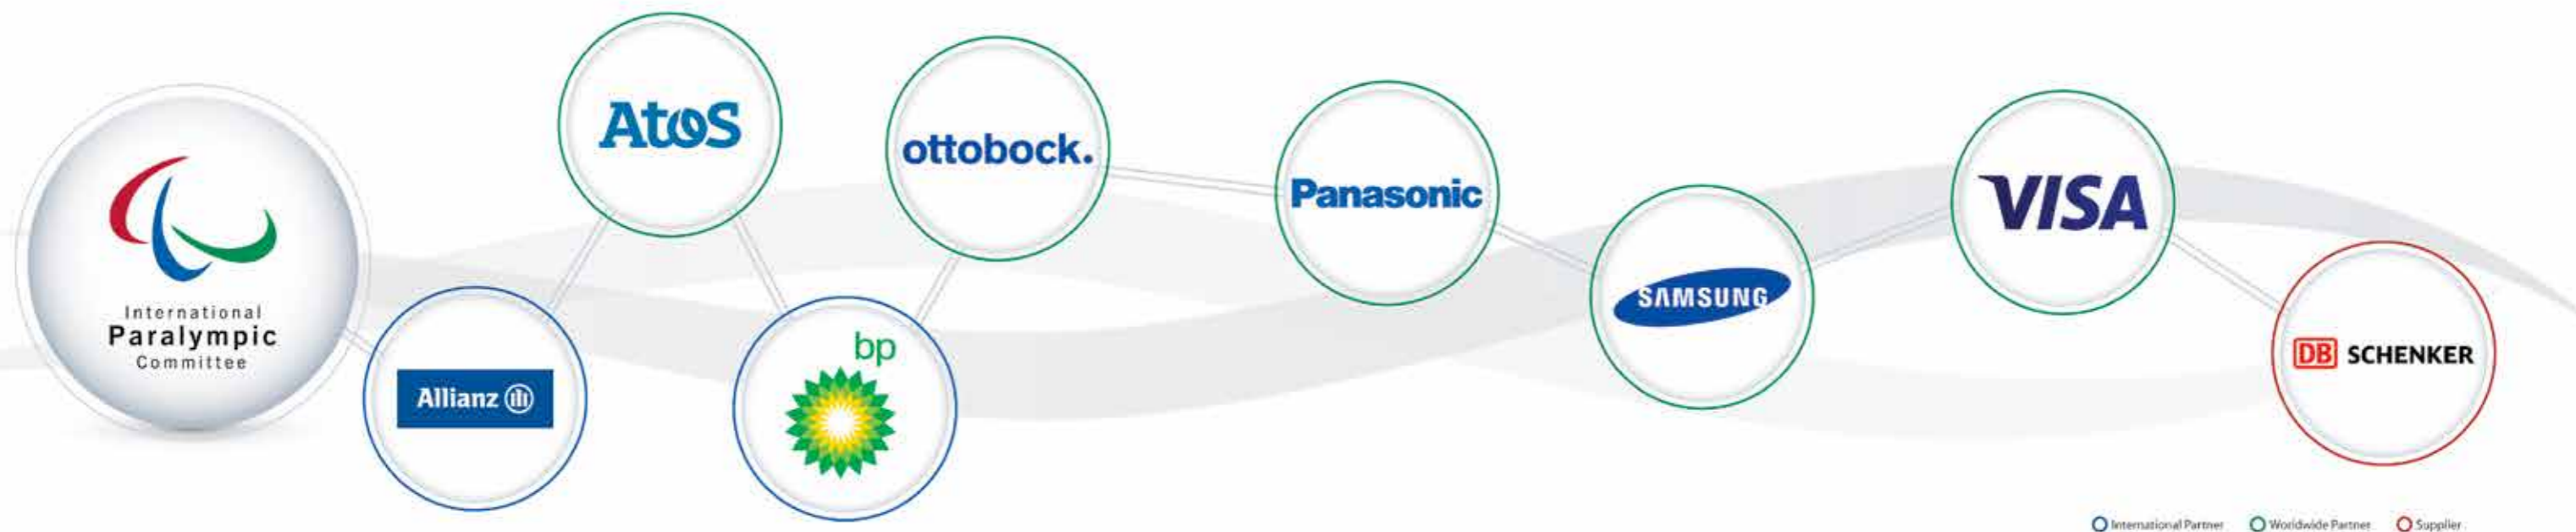 International
Paralympic
Committee
Allianz
Atos
bp
ottobock.
Panasonic
SAMSUNG
VISA
DB SCHENKER
International Partner
Worldwide Partner
Supplier